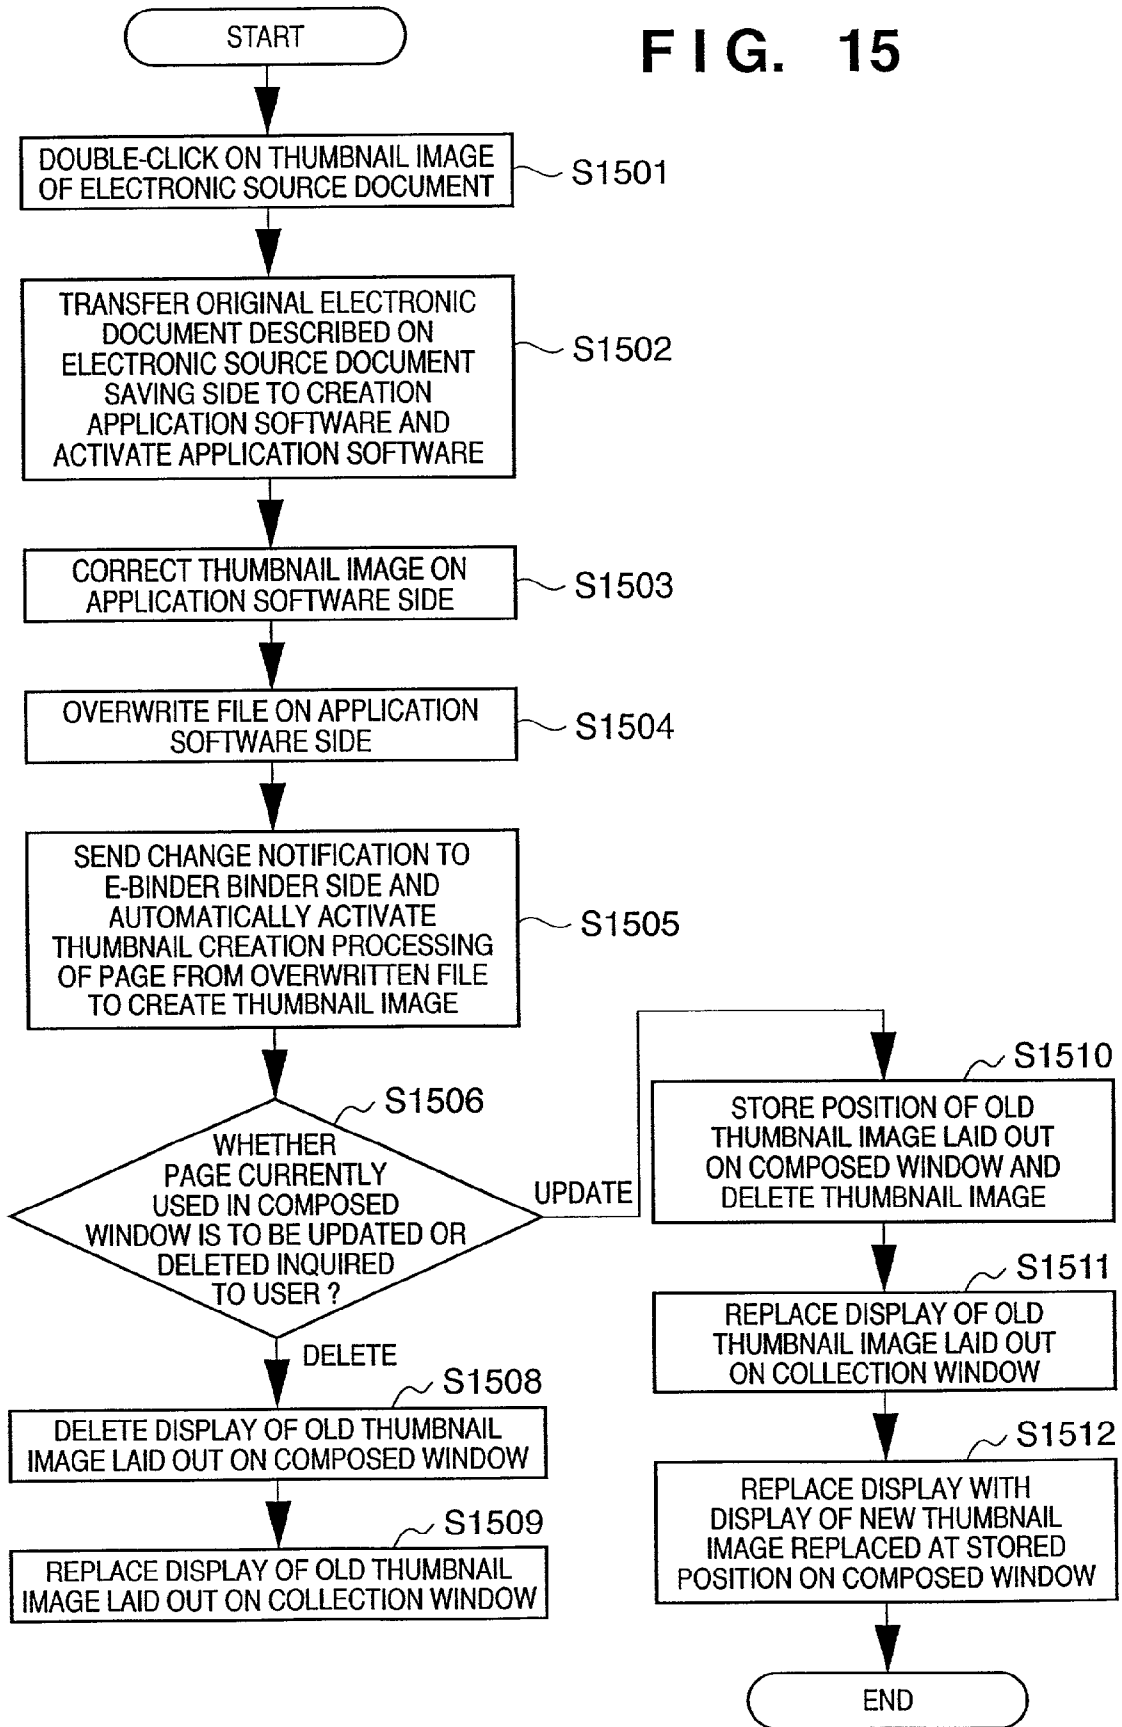 FIG. 15
START
DOUBLE-CLICK ON THUMBNAIL IMAGE
OF ELECTRONIC SOURCE DOCUMENT
S1501
TRANSFER ORIGINAL ELECTRONIC
DOCUMENT DESCRIBED ON
ELECTRONIC SOURCE DOCUMENT
SAVING SIDE TO CREATION
APPLICATION SOFTWARE AND
ACTIVATE APPLICATION SOFTWARE
S1502
CORRECT THUMBNAIL IMAGE ON
APPLICATION SOFTWARE SIDE
S1503
OVERWRITE FILE ON APPLICATION
SOFTWARE SIDE
S1504
SEND CHANGE NOTIFICATION TO
E-BINDER BINDER SIDE AND
AUTOMATICALLY ACTIVATE
THUMBNAIL CREATION PROCESSING
OF PAGE FROM OVERWRITTEN FILE
TO CREATE THUMBNAIL IMAGE
S1505
S1506
WHETHER
PAGE CURRENTLY
USED IN COMPOSED
WINDOW IS TO BE UPDATED OR
DELETED INQUIRED
TO USER ?
UPDATE
DELETE
S1508
DELETE DISPLAY OF OLD THUMBNAIL
IMAGE LAID OUT ON COMPOSED WINDOW
S1509
REPLACE DISPLAY OF OLD THUMBNAIL
IMAGE LAID OUT ON COLLECTION WINDOW
S1510
STORE POSITION OF OLD
THUMBNAIL IMAGE LAID OUT
ON COMPOSED WINDOW AND
DELETE THUMBNAIL IMAGE
S1511
REPLACE DISPLAY OF OLD
THUMBNAIL IMAGE LAID OUT
ON COLLECTION WINDOW
S1512
REPLACE DISPLAY WITH
DISPLAY OF NEW THUMBNAIL
IMAGE REPLACED AT STORED
POSITION ON COMPOSED WINDOW
END